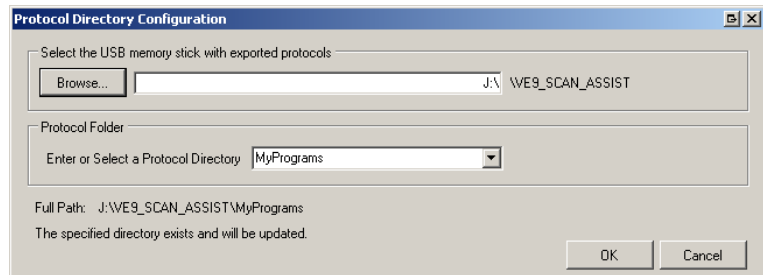 Protocol Directory Configuration
Select the USB memory stick with exported protocols
Browse... J:\ \VE9_SCAN_ASSIST
Protocol Folder
Enter or Select a Protocol Directory MyPrograms
Full Path: J:\VE9_SCAN_ASSIST\MyPrograms
The specified directory exists and will be updated.
OK Cancel